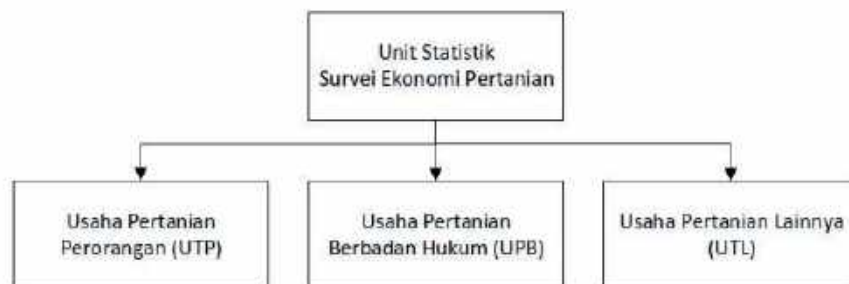 Unit Statistik
Survei Ekonomi Pertanian
Usaha Pertanian
Perorangan (UTP)
Usaha Pertanian
Berbadan Hukum (UPB)
Usaha Pertanian Lainnya
(UTL)